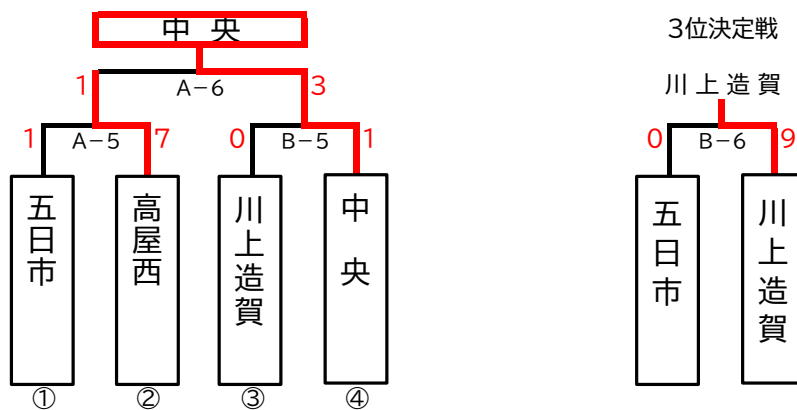 中 央
3位決定戦
1 A-6 3
川上造賀
1 A-5 7 0 B-5 1
0 B-6 9
五日市
高屋西
川上造賀
中 央
五日市
川上造賀
① ② ③ ④